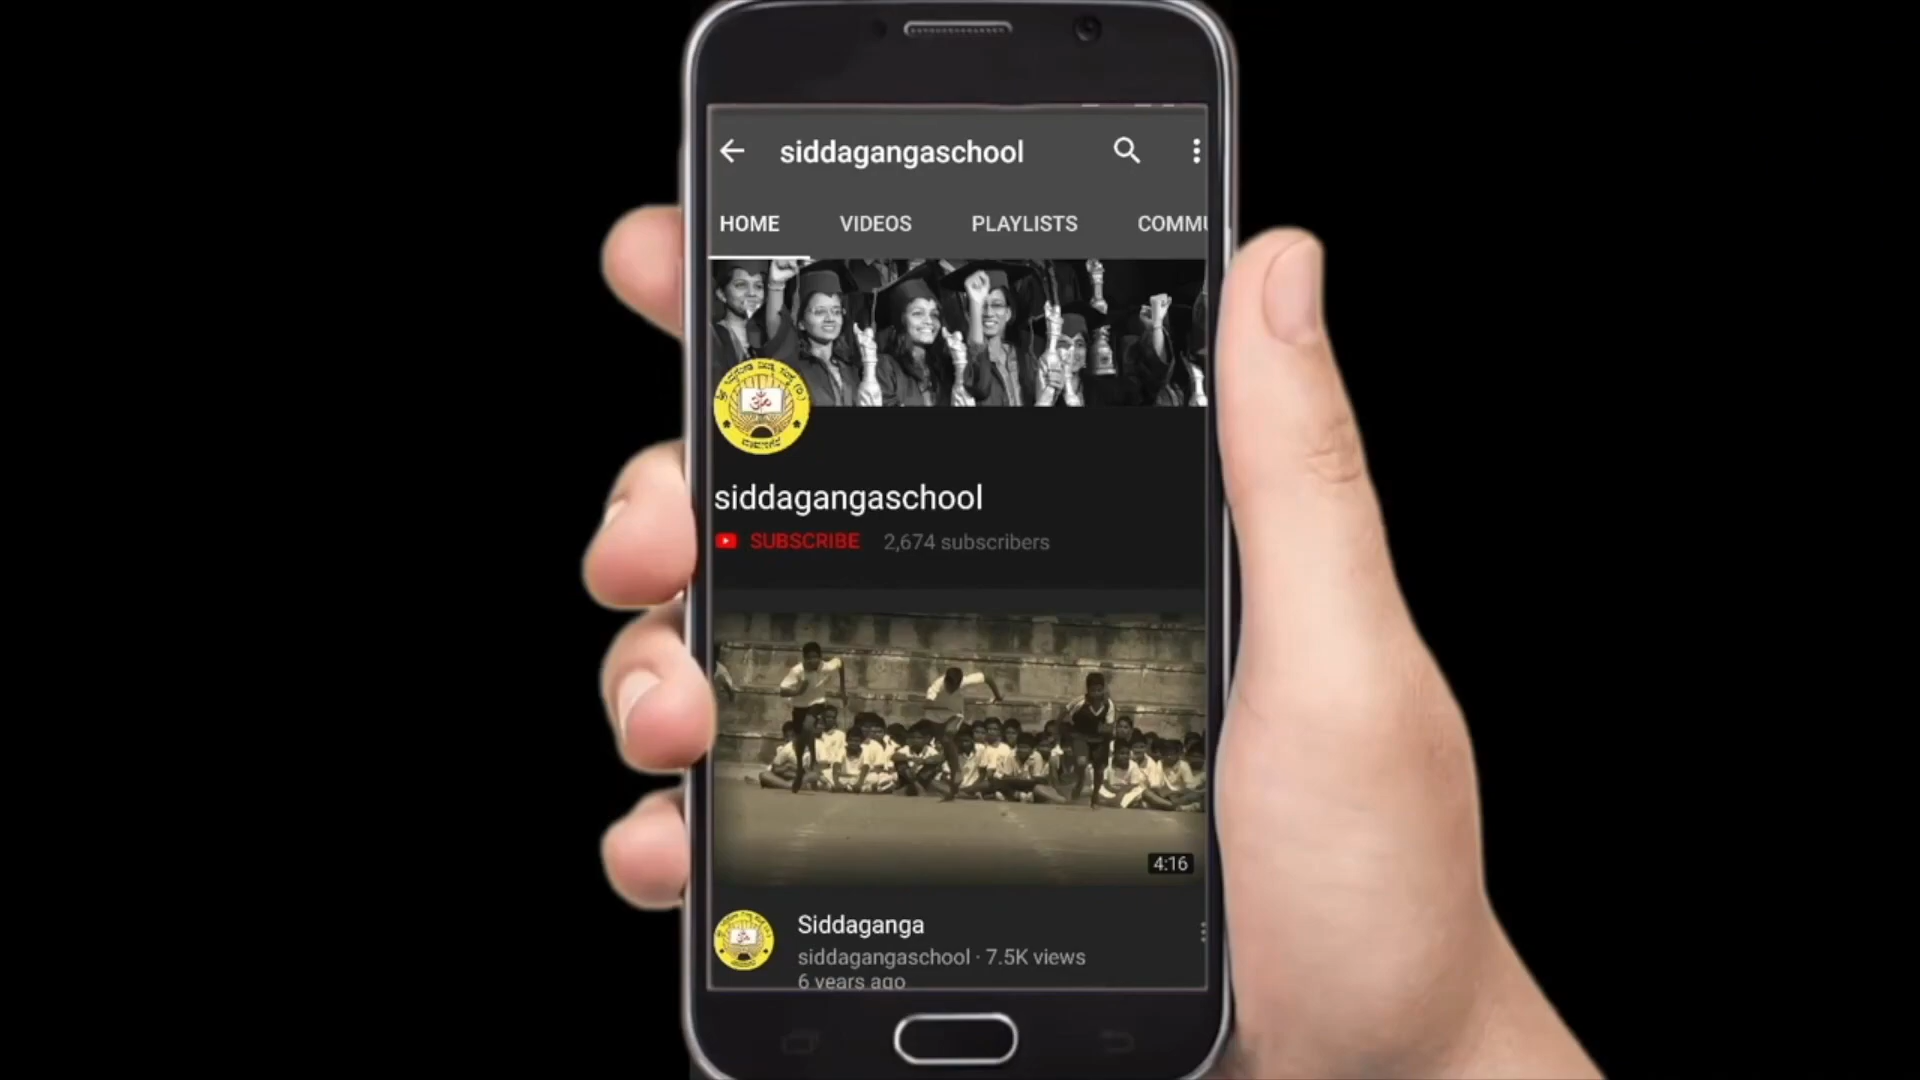 siddagangaschool
HOME VIDEOS PLAYLISTS COMMU
siddagangaschool
SUBSCRIBE 2,674 subscribers
4:16
Siddaganga
siddagangaschool · 7.5K views
6 years ago